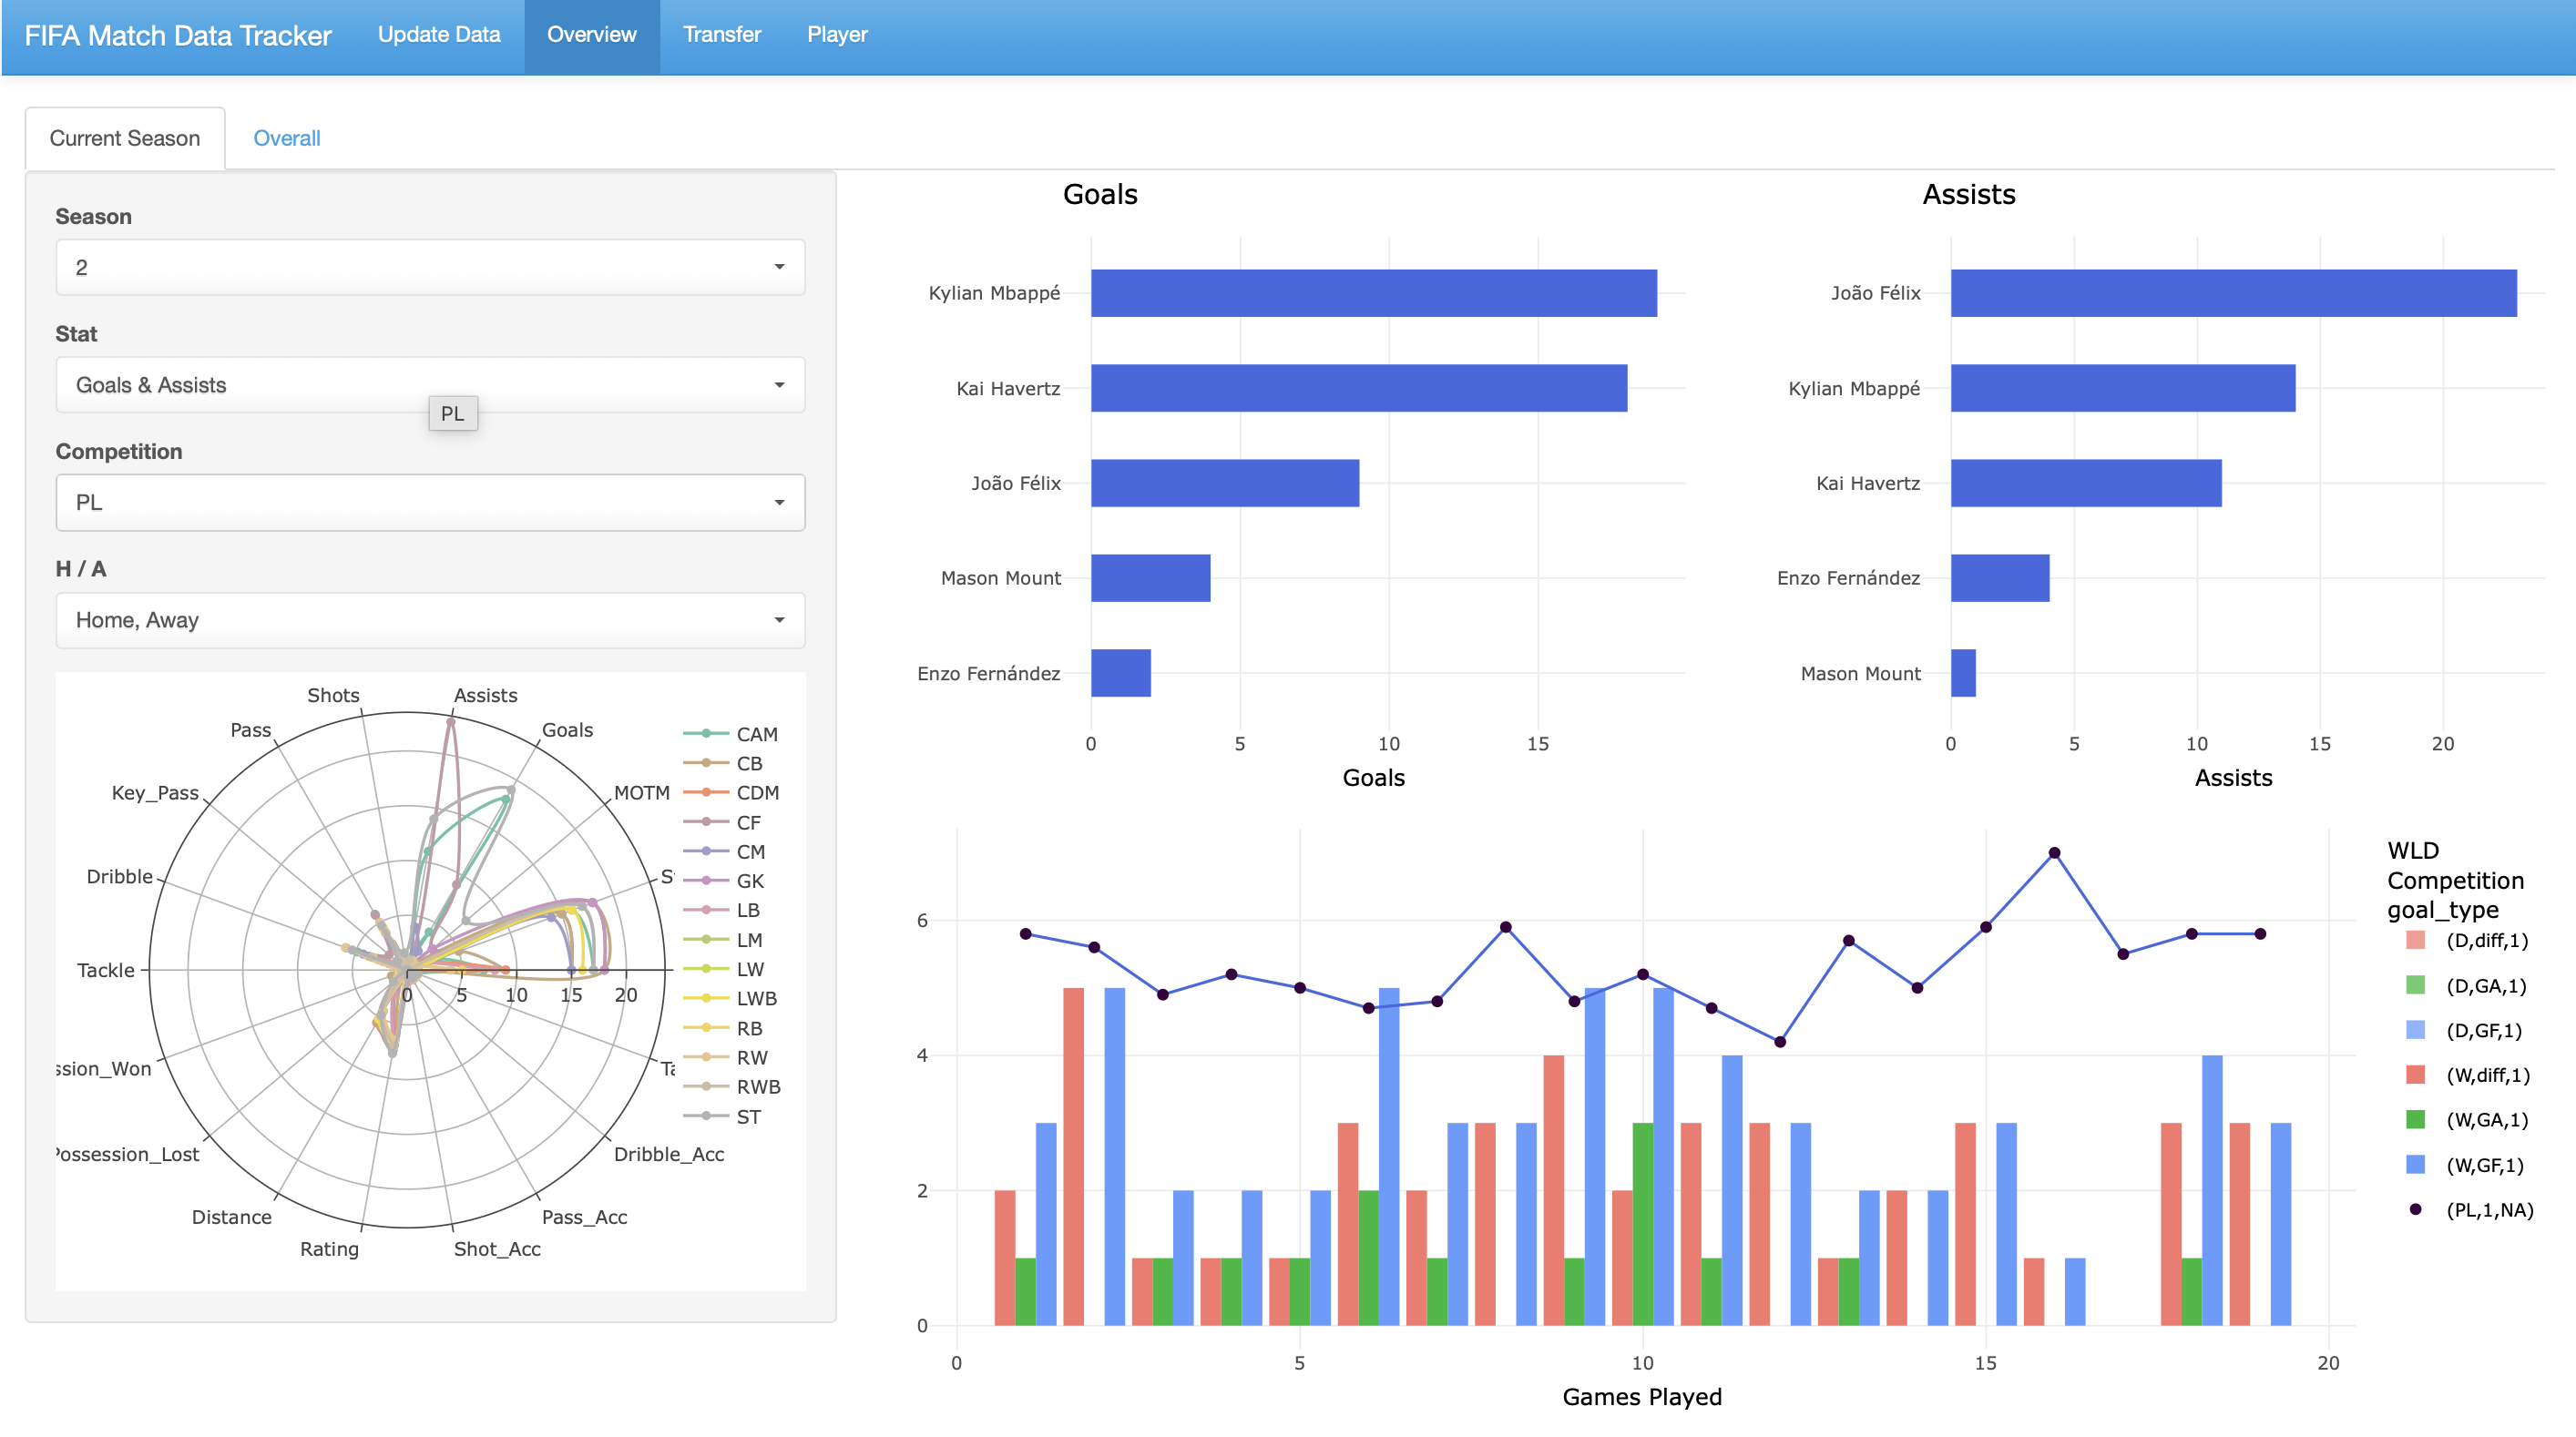 FIFA Match Data Tracker Update Data Overview Transfer Player
Current Season Overall
Season
2
Stat
Goals & Assists
PL
Competition
PL
H / A
Home, Away
Shots
Assists
Pass
Goals
Key_Pass
MOTM
Dribble
Tackle
0 5 10 15 20
ssion_Won
Possession_Lost
Dribble_Acc
Distance
Pass_Acc
Rating
Shot_Acc
CAM
CB
CDM
CF
CM
GK
LB
LM
LW
LWB
RB
RW
RWB
ST
Goals
Kylian Mbappé
Kai Havertz
João Félix
Mason Mount
Enzo Fernández
0 5 10 15
Goals
Assists
João Félix
Kylian Mbappé
Kai Havertz
Enzo Fernández
Mason Mount
0 5 10 15 20
Assists
6
4
2
0
0 5 10 15 20
Games Played
WLD
Competition
goal_type
(D,diff,1)
(D,GA,1)
(D,GF,1)
(W,diff,1)
(W,GA,1)
(W,GF,1)
(PL,1,NA)